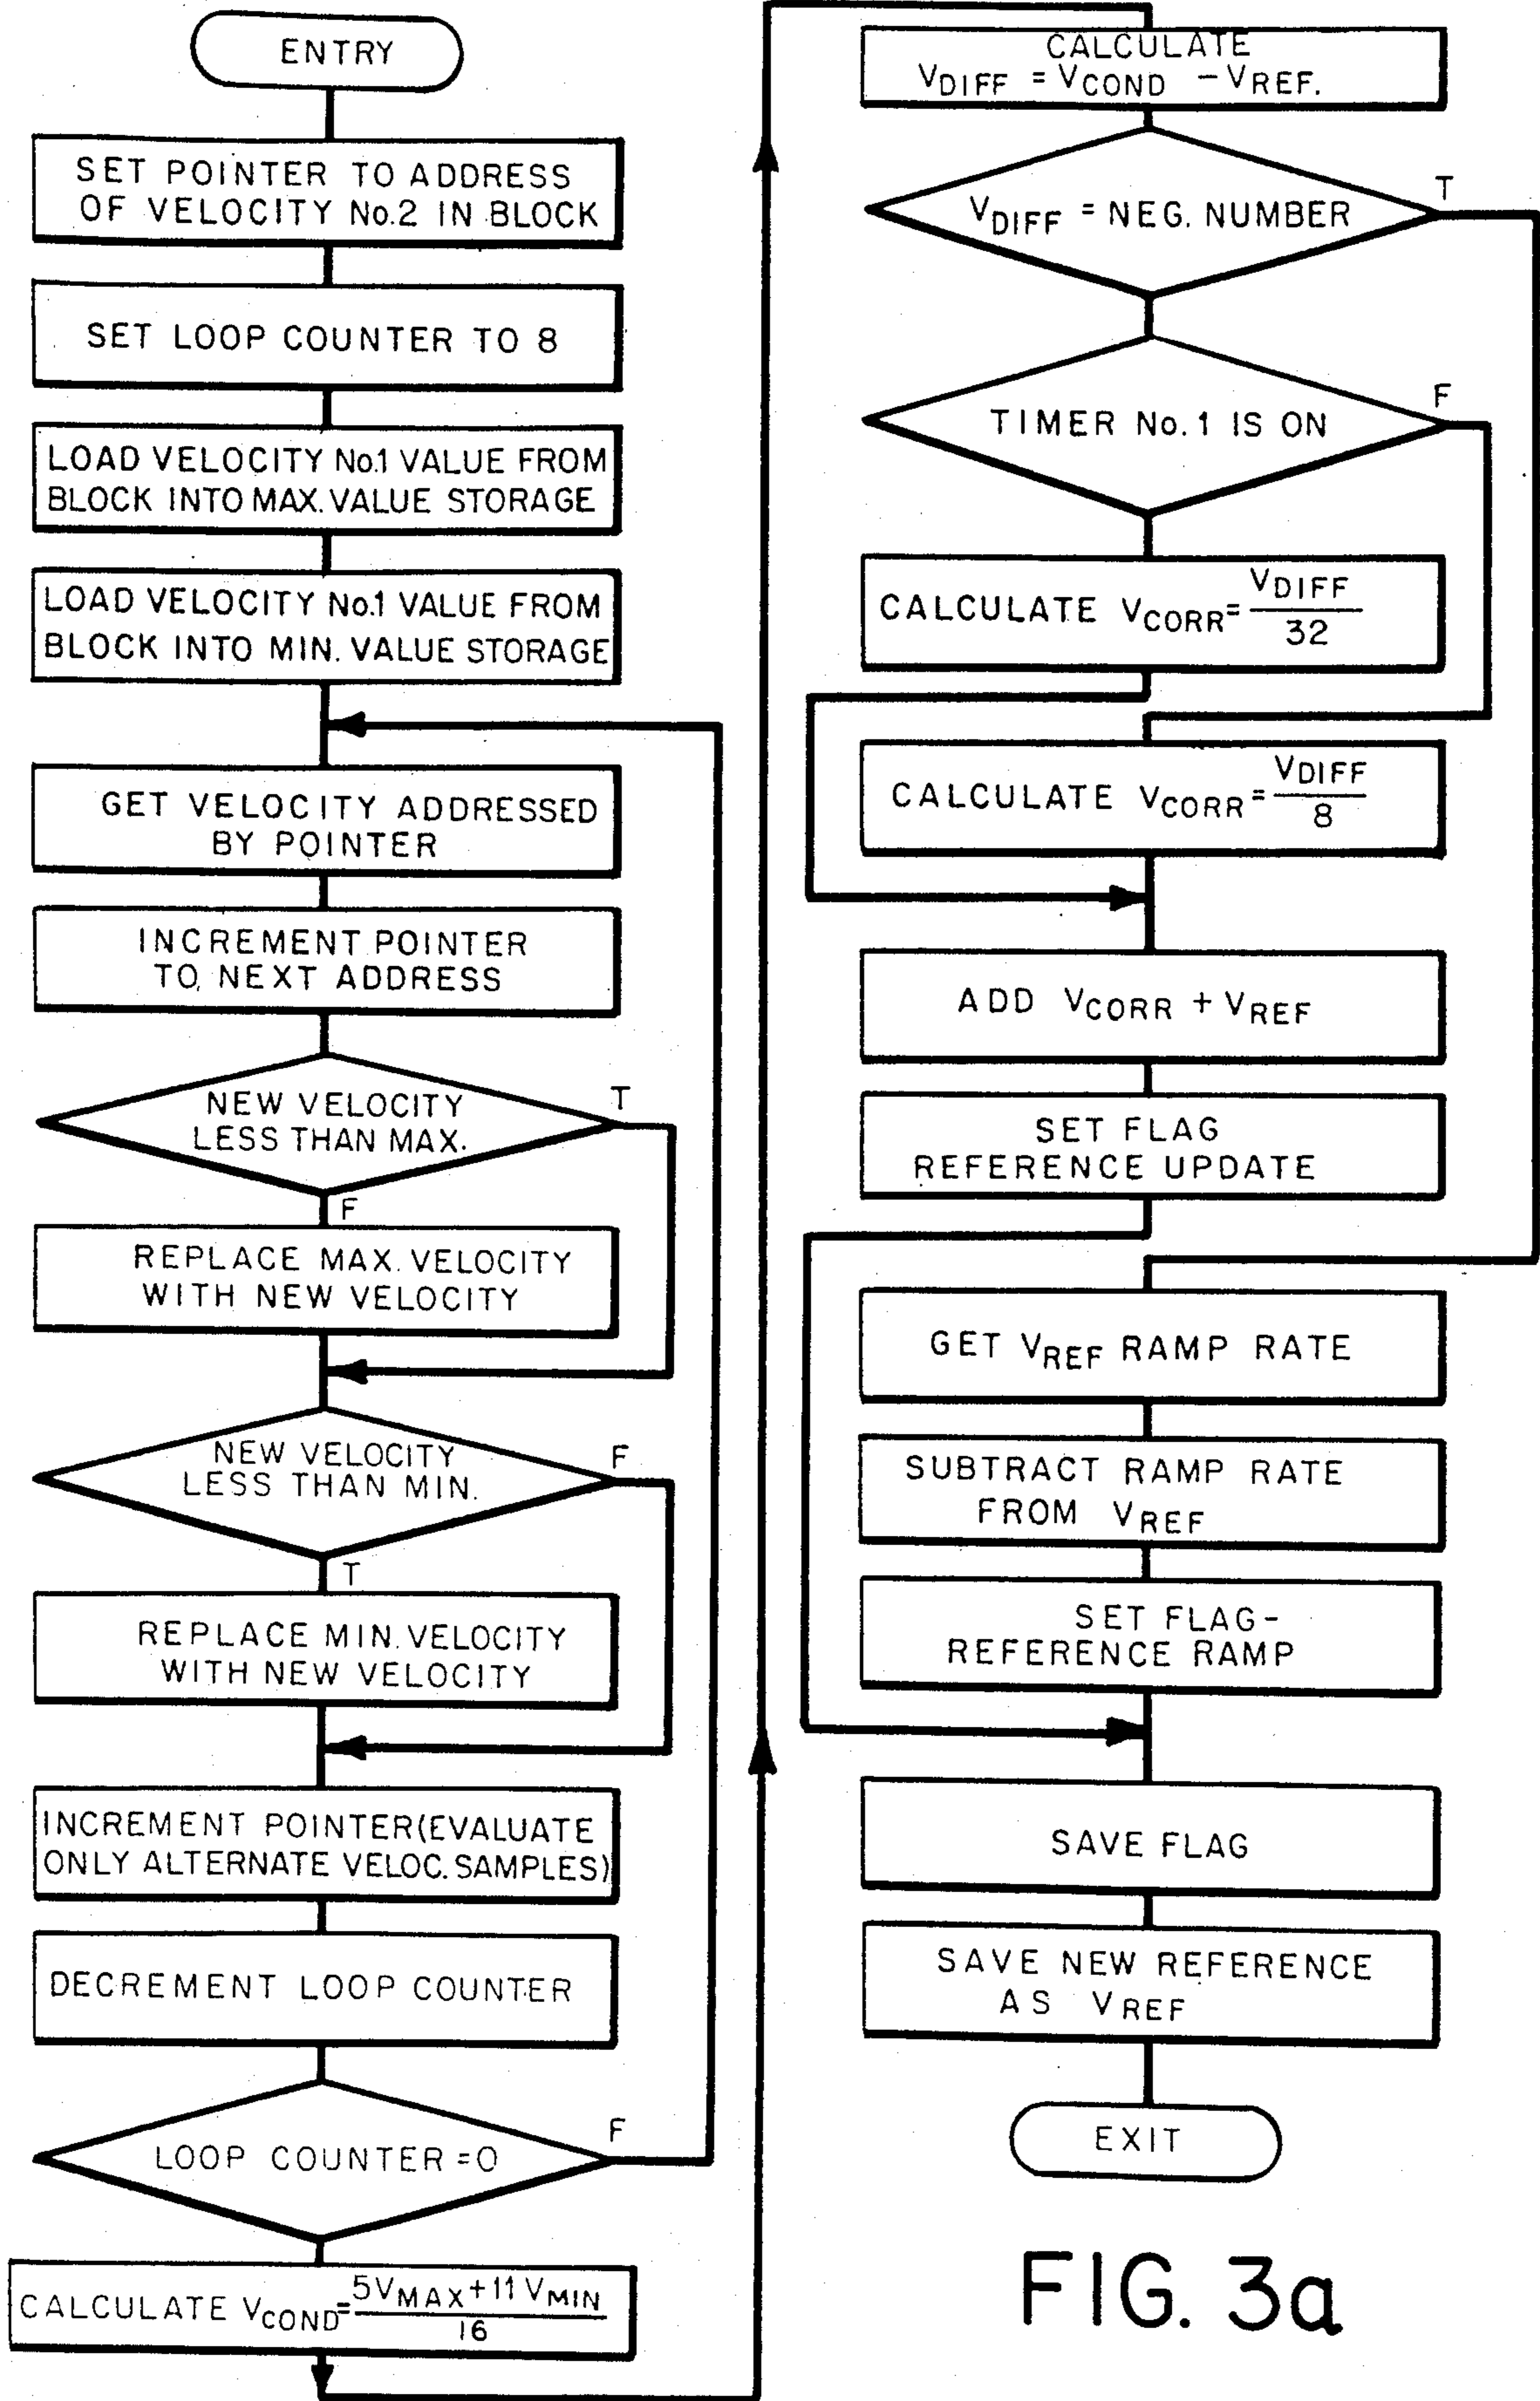 ENTRY
SET POINTER TO ADDRESS
OF VELOCITY No.2 IN BLOCK
SET LOOP COUNTER TO 8
LOAD VELOCITY No.1 VALUE FROM
BLOCK INTO MAX. VALUE STORAGE
LOAD VELOCITY No.1 VALUE FROM
BLOCK INTO MIN. VALUE STORAGE
GET VELOCITY ADDRESSED
BY POINTER
INCREMENT POINTER
TO NEXT ADDRESS
NEW VELOCITY
LESS THAN MAX.
T
F
REPLACE MAX. VELOCITY
WITH NEW VELOCITY
NEW VELOCITY
LESS THAN MIN.
F
T
REPLACE MIN. VELOCITY
WITH NEW VELOCITY
INCREMENT POINTER (EVALUATE
ONLY ALTERNATE VELOC. SAMPLES)
DECREMENT LOOP COUNTER
LOOP COUNTER = 0
F
CALCULATE VCOND = 5VMAX + 11 VMIN
16
CALCULATE
VDIFF = VCOND - VREF.
VDIFF = NEG. NUMBER
T
TIMER No. 1 IS ON
F
CALCULATE VCORR = VDIFF
32
CALCULATE VCORR = VDIFF
8
ADD VCORR + VREF
SET FLAG
REFERENCE UPDATE
GET VREF RAMP RATE
SUBTRACT RAMP RATE
FROM VREF
SET FLAG-
REFERENCE RAMP
SAVE FLAG
SAVE NEW REFERENCE
AS VREF
EXIT
FIG. 3a